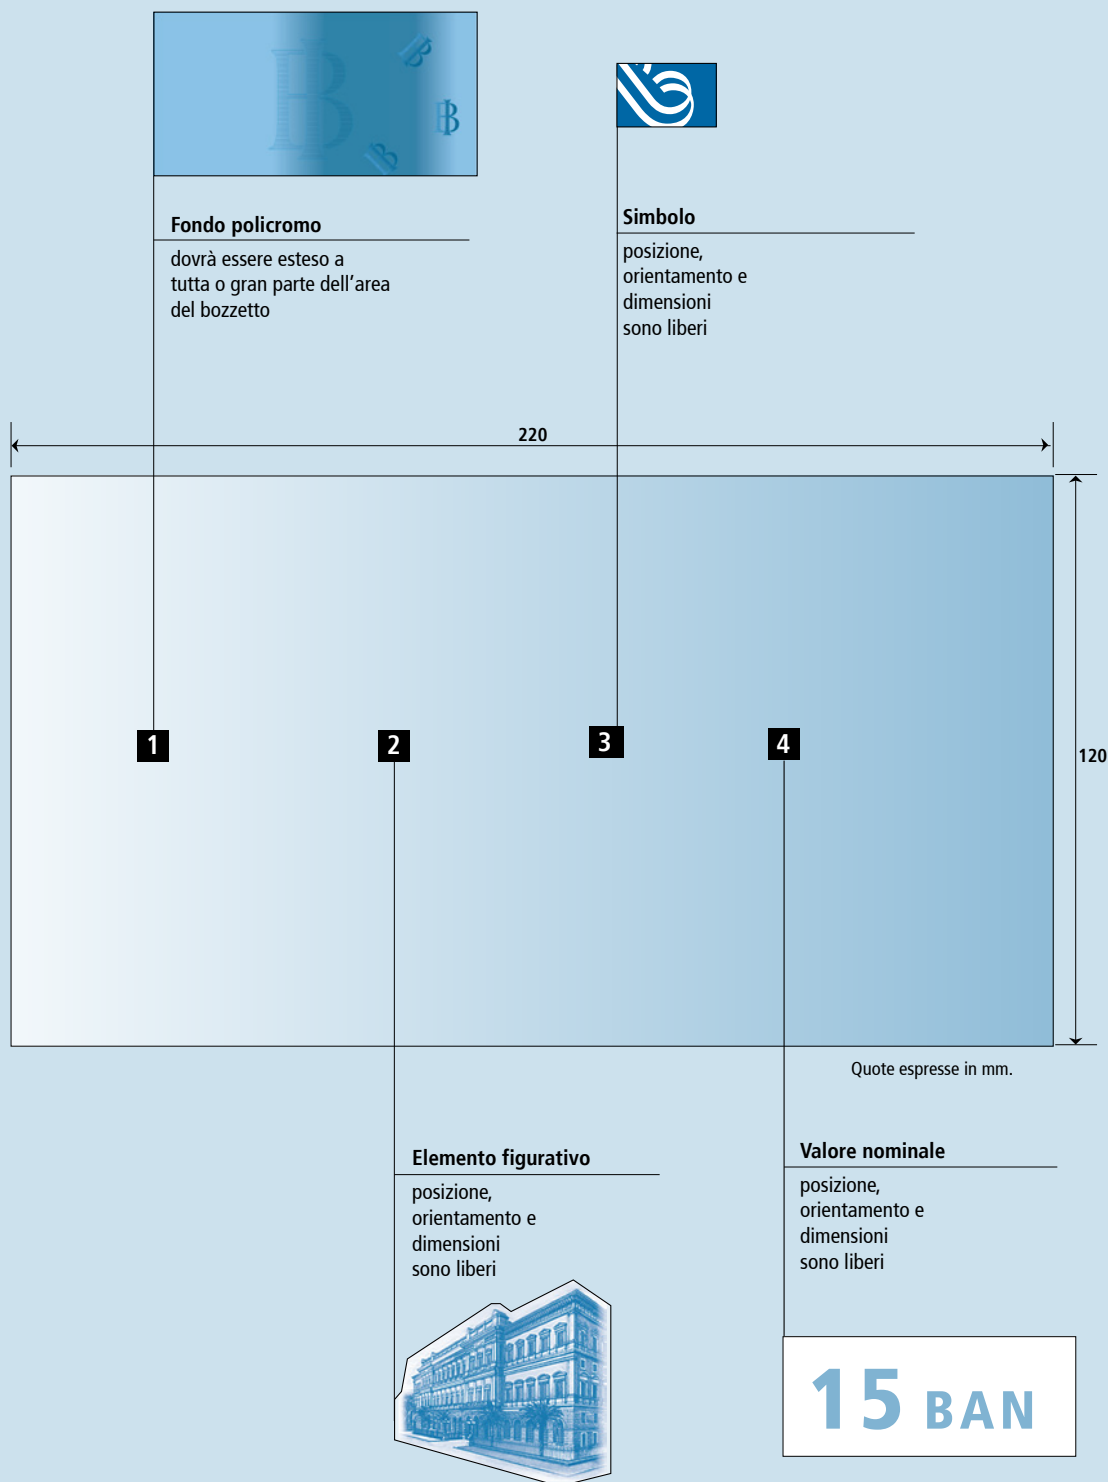 Fondo policromo
dovrà essere esteso a
tutta o gran parte dell'area
del bozzetto
Simbolo
posizione,
orientamento e
dimensioni
sono liberi
220
1
2
3
4
120
Quote espresse in mm.
Elemento figurativo
posizione,
orientamento e
dimensioni
sono liberi
Valore nominale
posizione,
orientamento e
dimensioni
sono liberi
15 BAN